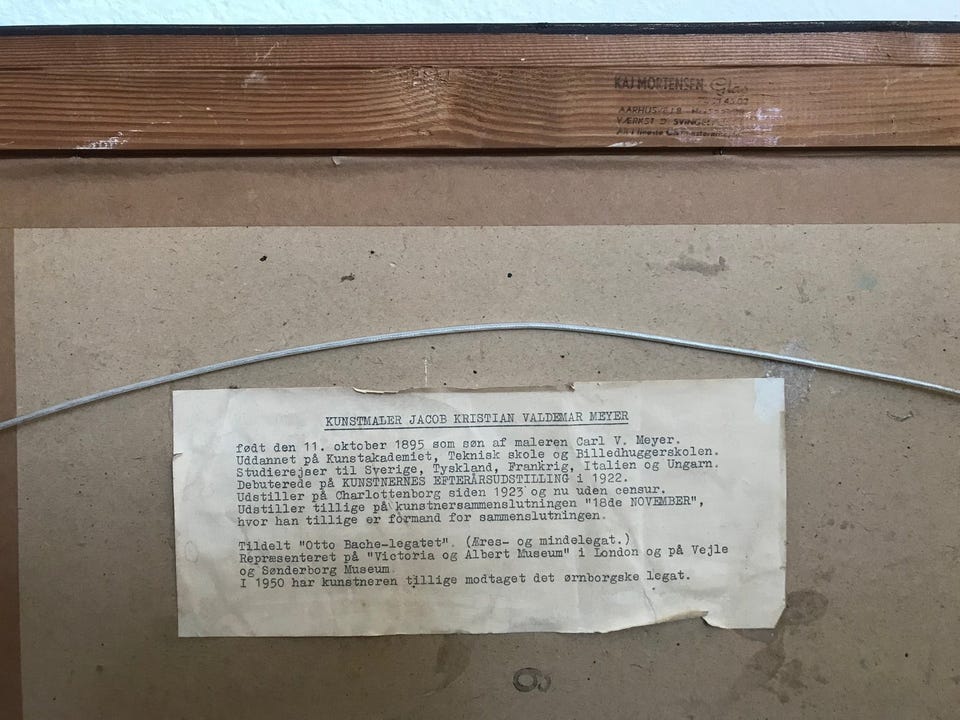 KAJ MORTENSEN Glas
AARHUSVEJ 8
VÆRKST
KUNSTMALER JACOB KRISTIAN VALDEMAR MEYER
født den 11. oktober 1895 som søn af maleren Carl V. Meyer.
Uddannet på Kunstakademiet, Teknisk skole og Billedhuggerskolen.
Studierejser til Sverige, Tyskland, Frankrig, Italien og Ungarn.
Debuterede på KUNSTNERNES EFTERÅRSUDSTILLING i 1922.
Udstiller på Charlottenborg siden 1923 og nu uden censur.
Udstiller tillige på kunstnersammenslutningen "18de NOVEMBER",
hvor han tillige er formand for sammenslutningen.
Tildelt "Otto Bache-legatet". (Æres- og mindelegat.)
Repræsenteret på "Victoria og Albert Museum" i London og på Vejle
og Sønderborg Museum
I 1950 har kunstneren tillige modtaget det ørnborgske legat.